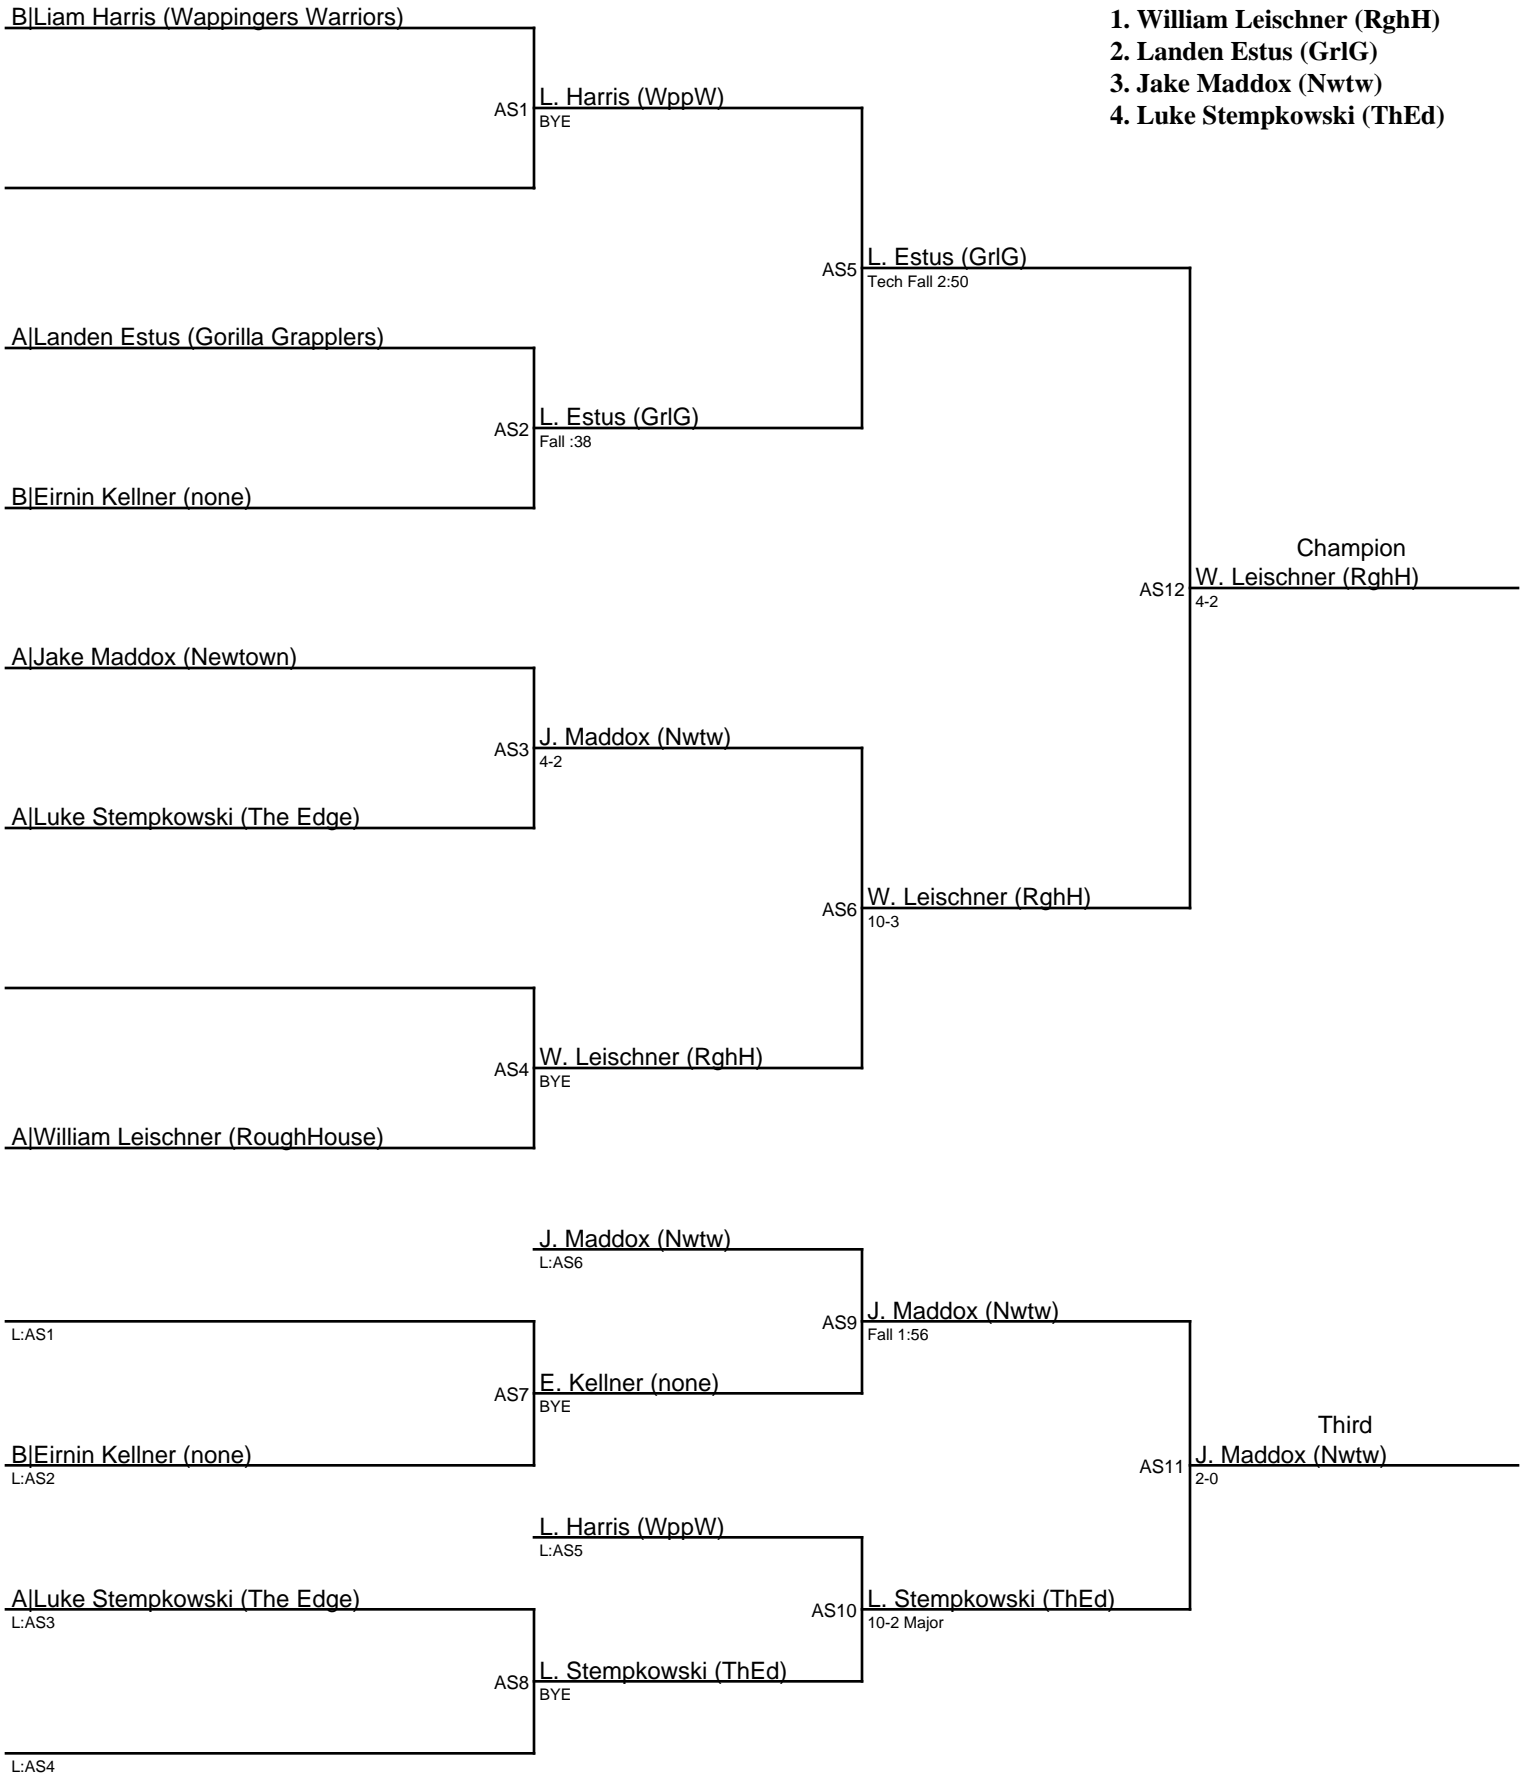 B|Liam Harris (Wappingers Warriors)
1. William Leischner (RghH)
2. Landen Estus (GrlG)
3. Jake Maddox (Nwtw)
4. Luke Stempkowski (ThEd)
AS1
L. Harris (WppW)
BYE
AS5
L. Estus (GrlG)
Tech Fall 2:50
A|Landen Estus (Gorilla Grapplers)
AS2
L. Estus (GrlG)
Fall :38
B|Eirnin Kellner (none)
Champion
AS12
W. Leischner (RghH)
4-2
A|Jake Maddox (Newtown)
AS3
J. Maddox (Nwtw)
4-2
A|Luke Stempkowski (The Edge)
AS6
W. Leischner (RghH)
10-3
AS4
W. Leischner (RghH)
BYE
A|William Leischner (RoughHouse)
J. Maddox (Nwtw)
L:AS6
AS9
J. Maddox (Nwtw)
Fall 1:56
L:AS1
AS7
E. Kellner (none)
BYE
Third
B|Eirnin Kellner (none)
L:AS2
AS11
J. Maddox (Nwtw)
2-0
L. Harris (WppW)
L:AS5
A|Luke Stempkowski (The Edge)
L:AS3
AS10
L. Stempkowski (ThEd)
10-2 Major
AS8
L. Stempkowski (ThEd)
BYE
L:AS4